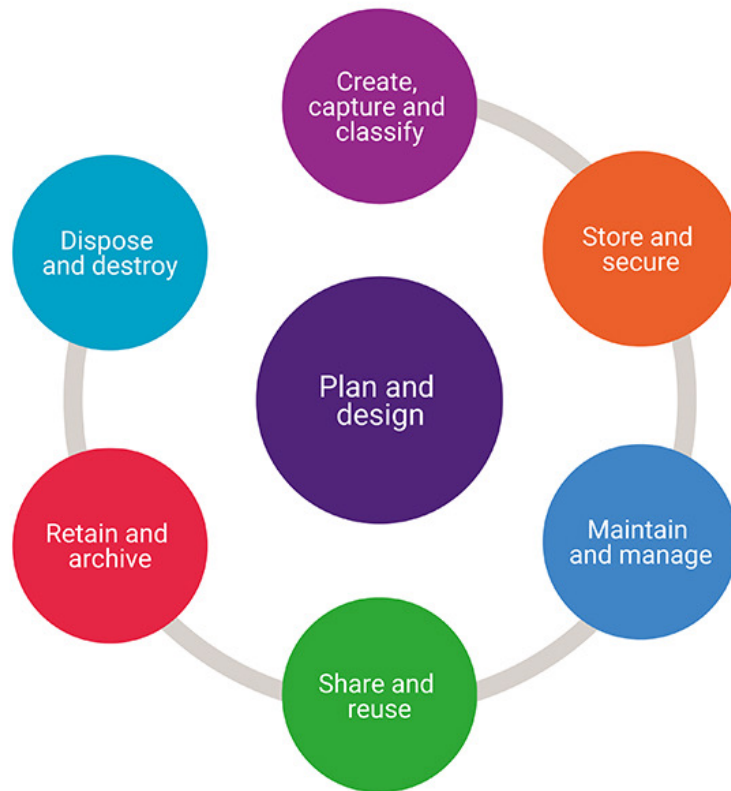 Create,
capture and
classify
Store and
secure
Maintain
and manage
Share and
reuse
Retain and
archive
Dispose
and destroy
Plan and
design